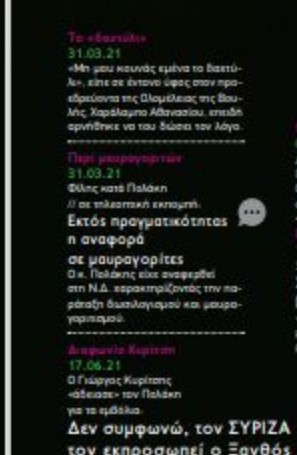 Το «δαχτύλι»
31.03.21
«Μη μου κουνάς εμένα το δαχτύ-
λι», είπε σε έντονο ύφος στον προ-
εδρεύοντα της Ολομέλειας της Βου-
λής, Χαράλαμπο Αθανασίου, επειδή
αρνήθηκε να του δώσει τον λόγο.
Περί μαυραγοριτών
31.03.21
Φίλης κατά Πολάκη
// σε τηλεοπτική εκπομπή.
Εκτός πραγματικότητας
η αναφορά
σε μαυραγορίτες
Ο κ. Πολάκης είχε αναφερθεί
στη Ν.Δ. χαρακτηρίζοντάς την πα-
ράταξη δωσιλογισμού και μαυρα-
γοριτισμού.
Διαφωνία Κυρίτση
17.06.21
Ο Γιώργος Κυρίτσης
«άδειασε» τον Πολάκη
για τα εμβόλια.
Δεν συμφωνώ, τον ΣΥΡΙΖΑ
τον εκπροσωπεί ο Ξανθός